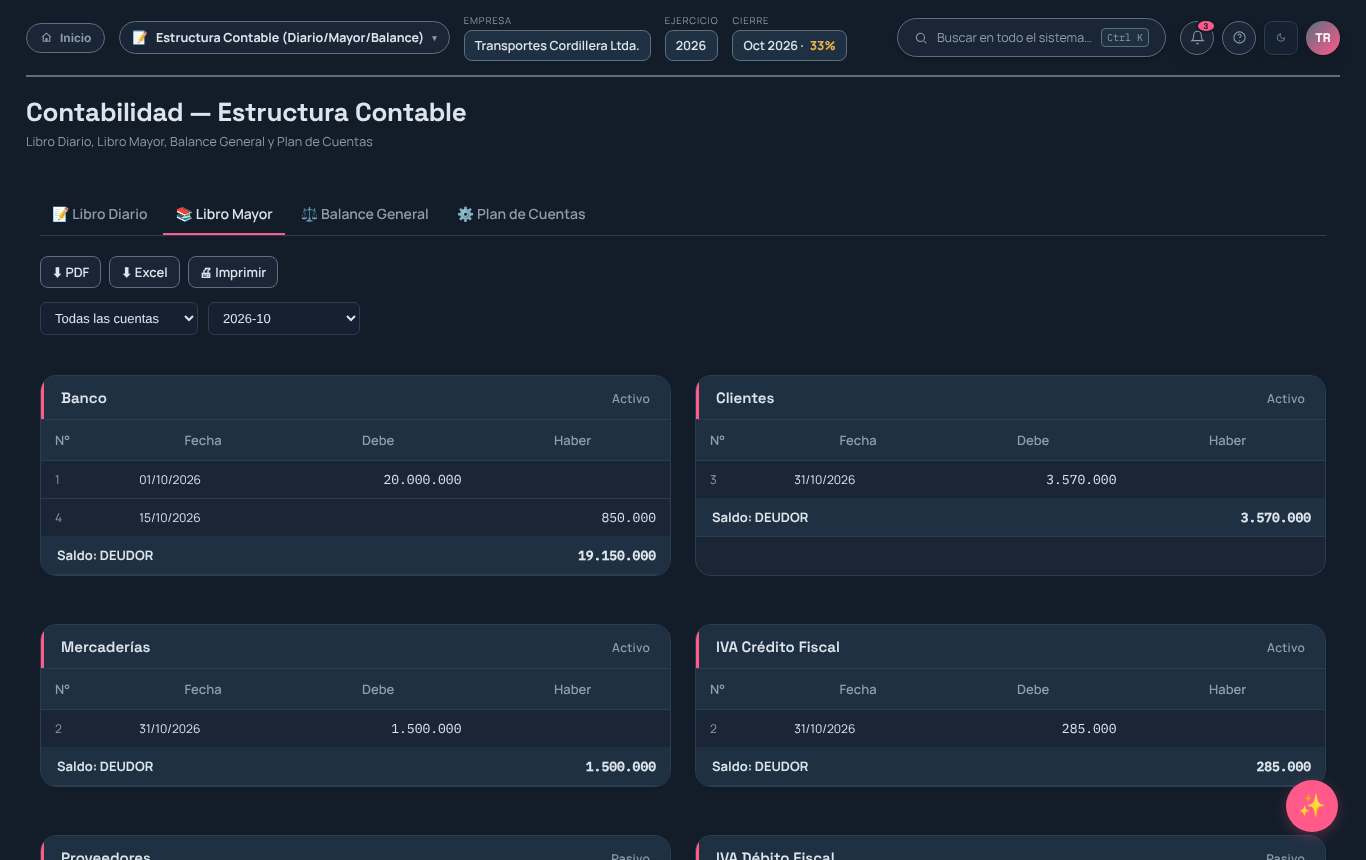 Inicio
Estructura Contable (Diario/Mayor/Balance)
EMPRESA
Transportes Cordillera Ltda.
EJERCICIO
2026
CIERRE
Oct 2026 · 33%
Buscar en todo el sistema...
Ctrl K
3
TR
Contabilidad — Estructura Contable
Libro Diario, Libro Mayor, Balance General y Plan de Cuentas
Libro Diario
Libro Mayor
Balance General
Plan de Cuentas
PDF
Excel
Imprimir
Todas las cuentas
2026-10
Banco Activo
N° Fecha Debe Haber
1 01/10/2026 20.000.000
4 15/10/2026 850.000
Saldo: DEUDOR 19.150.000
Clientes Activo
N° Fecha Debe Haber
3 31/10/2026 3.570.000
Saldo: DEUDOR 3.570.000
Mercaderías Activo
N° Fecha Debe Haber
2 31/10/2026 1.500.000
Saldo: DEUDOR 1.500.000
IVA Crédito Fiscal Activo
N° Fecha Debe Haber
2 31/10/2026 285.000
Saldo: DEUDOR 285.000
Proveedores Pasivo
IVA Débito Fiscal Pasivo